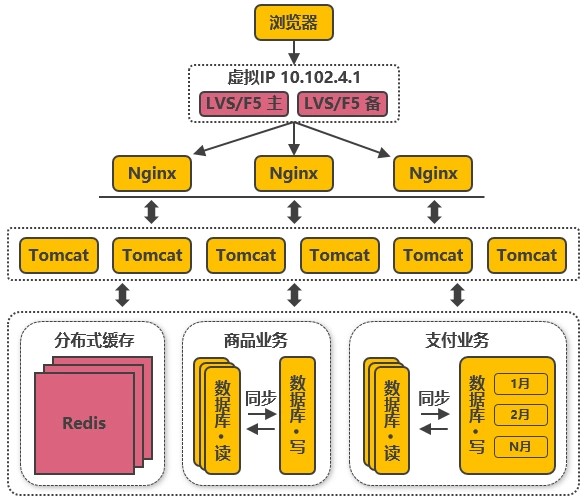 浏览器
虚拟IP 10.102.4.1
LVS/F5 主
LVS/F5 备
Nginx
Nginx
Nginx
Tomcat
Tomcat
Tomcat
Tomcat
Tomcat
Tomcat
分布式缓存
Redis
商品业务
数据库·读
同步
数据库·写
支付业务
数据库·读
同步
数据库·写
1月
2月
N月